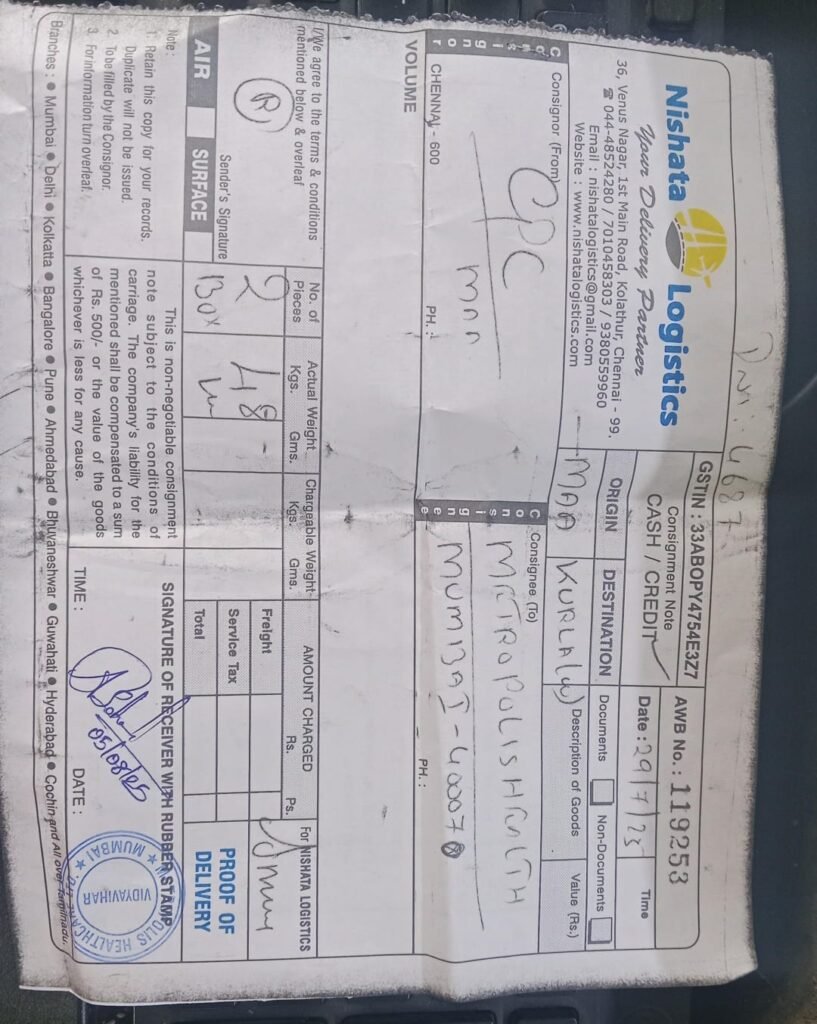 Nishata Logistics
Your Delivery Partner
36, Venus Nagar, 1st Main Road, Kolathur, Chennai - 99.
☎ 044-48524280 / 7010458303 / 9380559960
Email : nishatalogistics@gmail.com
Website : www.nishatalogistics.com
GSTIN : 33ABOPY4754E3Z7
Consignment Note
CASH / CREDIT
AWB No. : 119253
Date : 29/7/25
Time
ORIGIN
DESTINATION
MAA
KURLA (W)
Documents
Non-Documents
Description of Goods
Value (Rs.)
Consignor
Consignor (From)
CPC
MAA
CHENNAI - 600
PH. :
Consignee
Consignee (To)
METROPOLIS HEALTH
MUMBAI - 400070
PH. :
VOLUME
I/We agree to the terms & conditions
mentioned below & overleaf
R
Sender's Signature
AIR
SURFACE
No. of
Pieces
2
Box
Actual Weight
Kgs. Gms.
48 -
Chargeable Weight
Kgs. Gms.
AMOUNT CHARGED
Rs. Ps.
Freight
Service Tax
Total
For NISHATA LOGISTICS
PROOF OF
DELIVERY
Note :
1. Retain this copy for your records.
Duplicate will not be issued.
2. To be filled by the Consignor.
3. For information turn overleaf.
This is non-negotiable consignment
note subject to the conditions of
carriage. The company's liability for the
mentioned shall be compensated to a sum
of Rs. 500/- or the value of the goods
whichever is less for any cause.
SIGNATURE OF RECEIVER WITH RUBBER STAMP
05/08/25
TIME :
DATE :
POLIS HEALTHCARE LTD.
VIDYAVIHAR
★ MUMBAI ★
Branches : ● Mumbai ● Delhi ● Kolkatta ● Bangalore ● Pune ● Ahmedabad ● Bhuvaneshwar ● Guwahati ● Hyderabad ● Cochin and All over Tamilnadu.